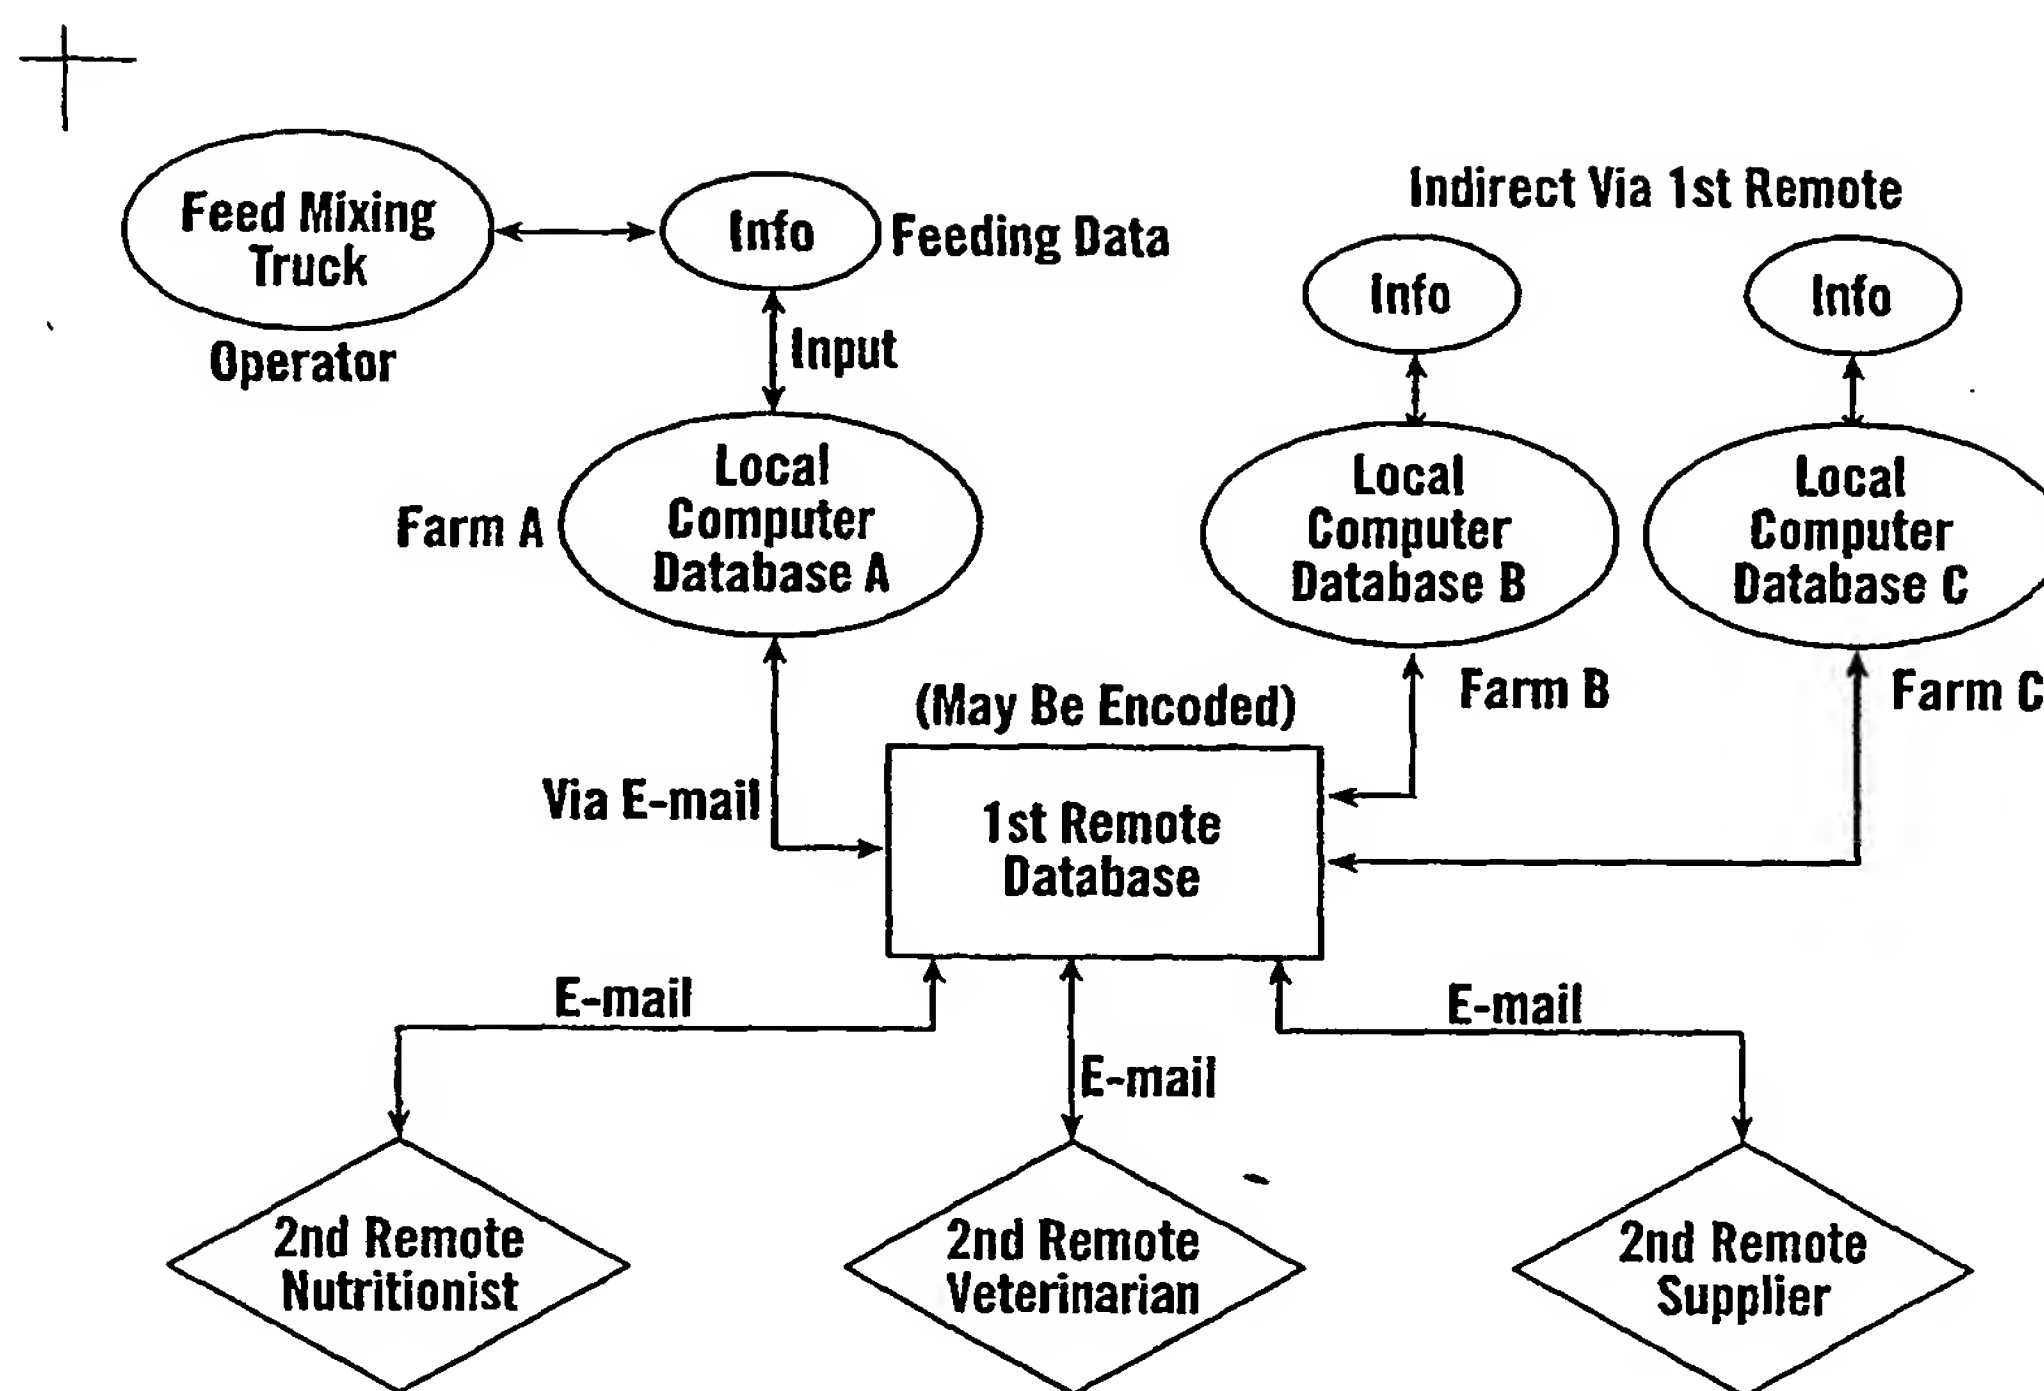 Indirect Via 1st Remote
Feed Mixing
Truck
Operator
Info
Feeding Data
Input
Info
Info
Farm A
Local
Computer
Database A
Local
Computer
Database B
Local
Computer
Database C
Farm B
Farm C
(May Be Encoded)
Via E-mail
1st Remote
Database
E-mail
E-mail
E-mail
2nd Remote
Nutritionist
2nd Remote
Veterinarian
2nd Remote
Supplier